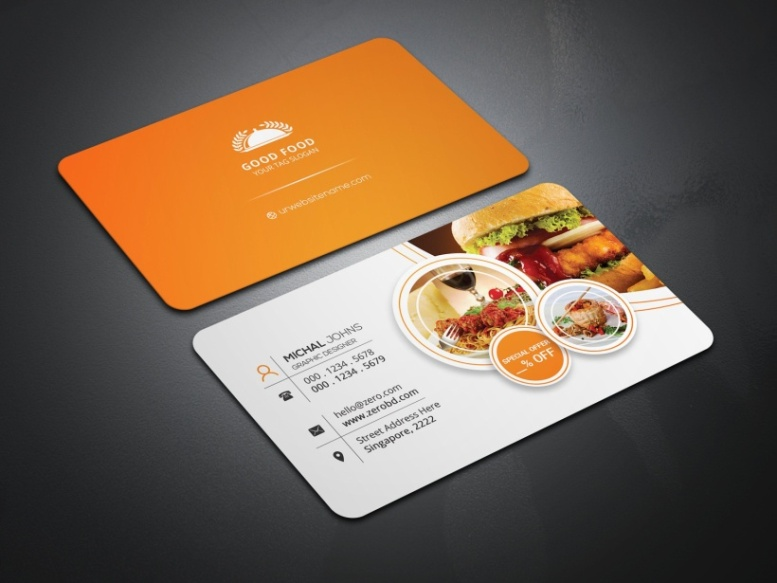 GOOD FOOD
YOUR TAG SLOGAN
urwebsitename.com
MICHAL JOHNS
GRAPHIC DESIGNER
000 . 1234 . 5678
000 . 1234 . 5679
hello@zero.com
www.zerobd.com
Street Address Here
Singapore, 2222
SPECIAL OFFER
__% OFF